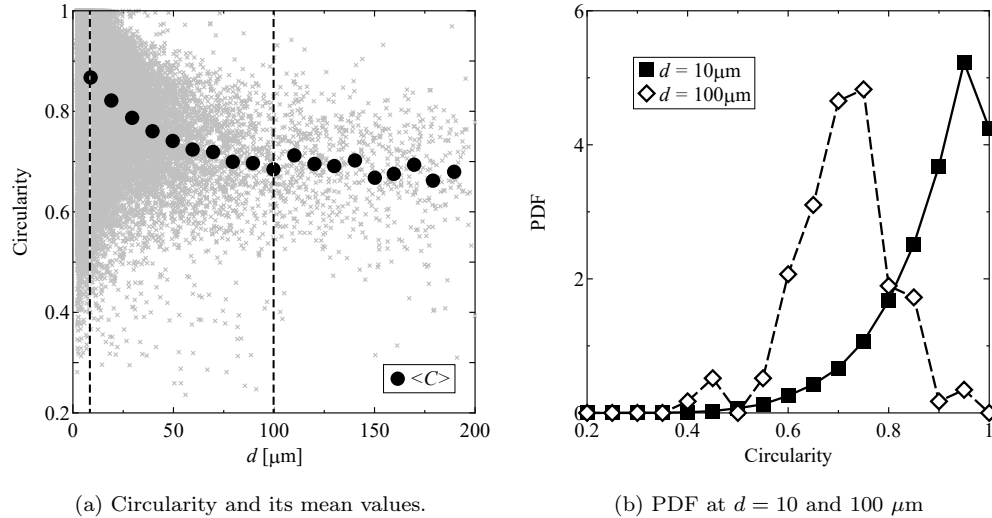 1
0.8
0.6
0.4
0.2
Circularity
0
50
100
150
200
d [μm]
<C>
(a) Circularity and its mean values.
6
4
2
0
PDF
0.2
0.4
0.6
0.8
1
Circularity
d = 10μm
d = 100μm
(b) PDF at d = 10 and 100 μm